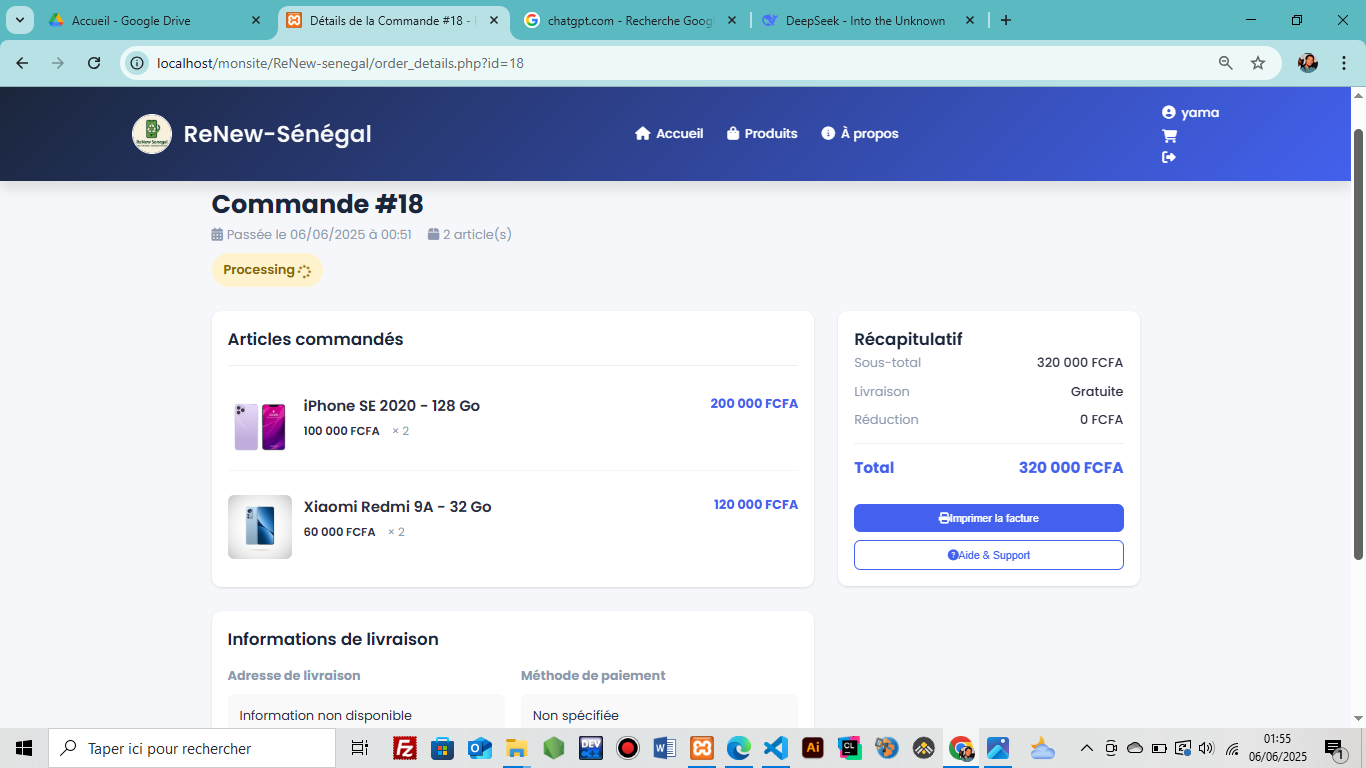 Accueil - Google Drive
Détails de la Commande #18 -
chatgpt.com - Recherche Goog
DeepSeek - Into the Unknown
localhost/monsite/ReNew-senegal/order_details.php?id=18
ReNew-Sénégal
Accueil
Produits
À propos
yama
Commande #18
Passée le 06/06/2025 à 00:51
2 article(s)
Processing
Articles commandés
iPhone SE 2020 - 128 Go
200 000 FCFA
100 000 FCFA × 2
Xiaomi Redmi 9A - 32 Go
120 000 FCFA
60 000 FCFA × 2
Récapitulatif
Sous-total 320 000 FCFA
Livraison Gratuite
Réduction 0 FCFA
Total 320 000 FCFA
Imprimer la facture
Aide & Support
Informations de livraison
Adresse de livraison
Information non disponible
Méthode de paiement
Non spécifiée
Taper ici pour rechercher
DEV
Ai
CL
01:55
06/06/2025
1